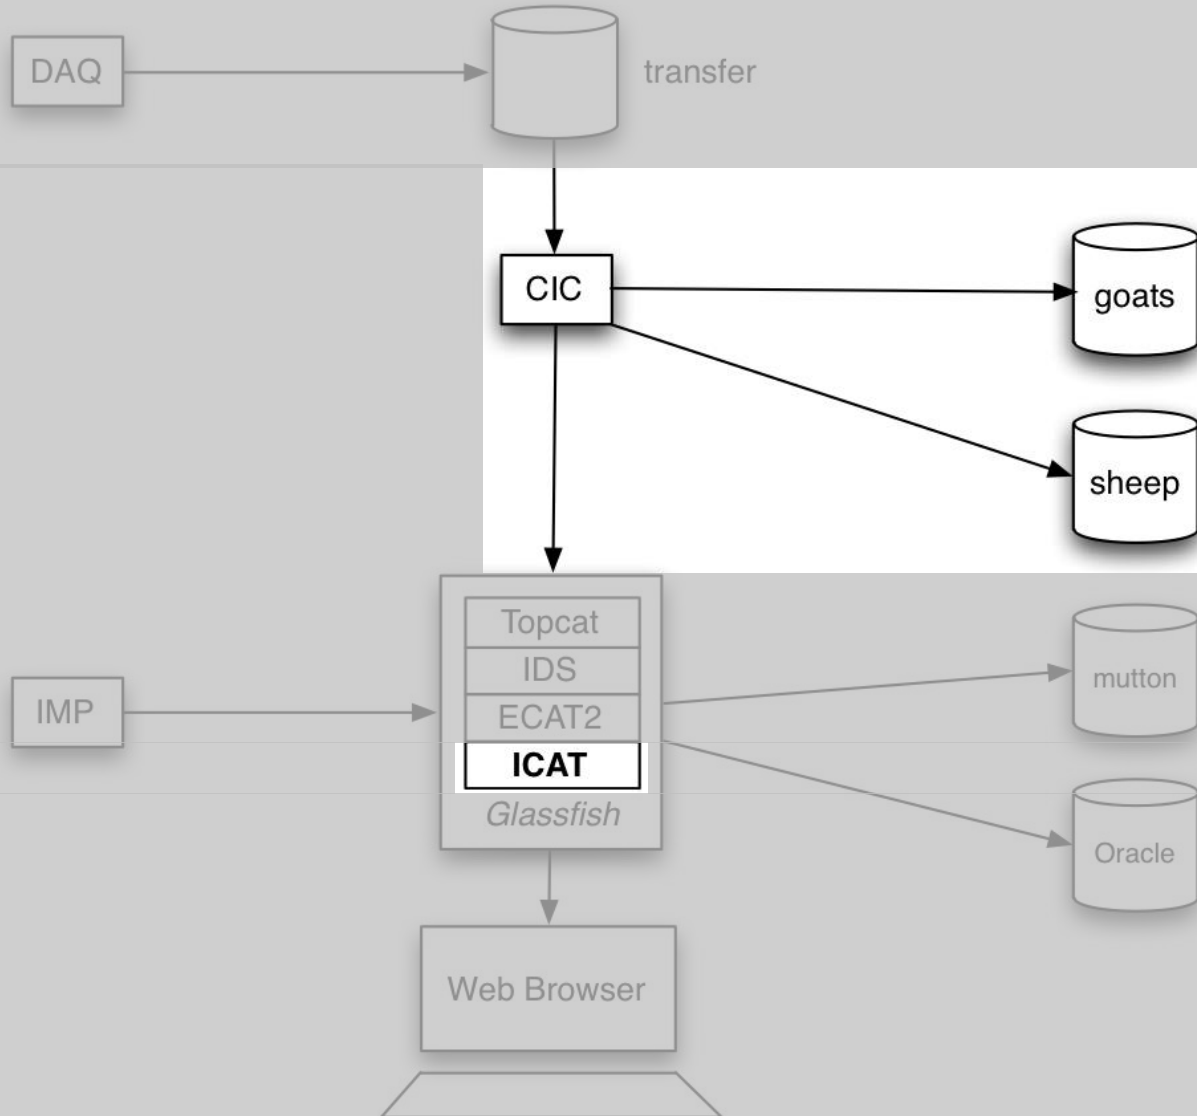 DAQ
transfer
CIC
goats
sheep
Topcat
IDS
ECAT2
ICAT
Glassfish
IMP
mutton
Oracle
Web Browser